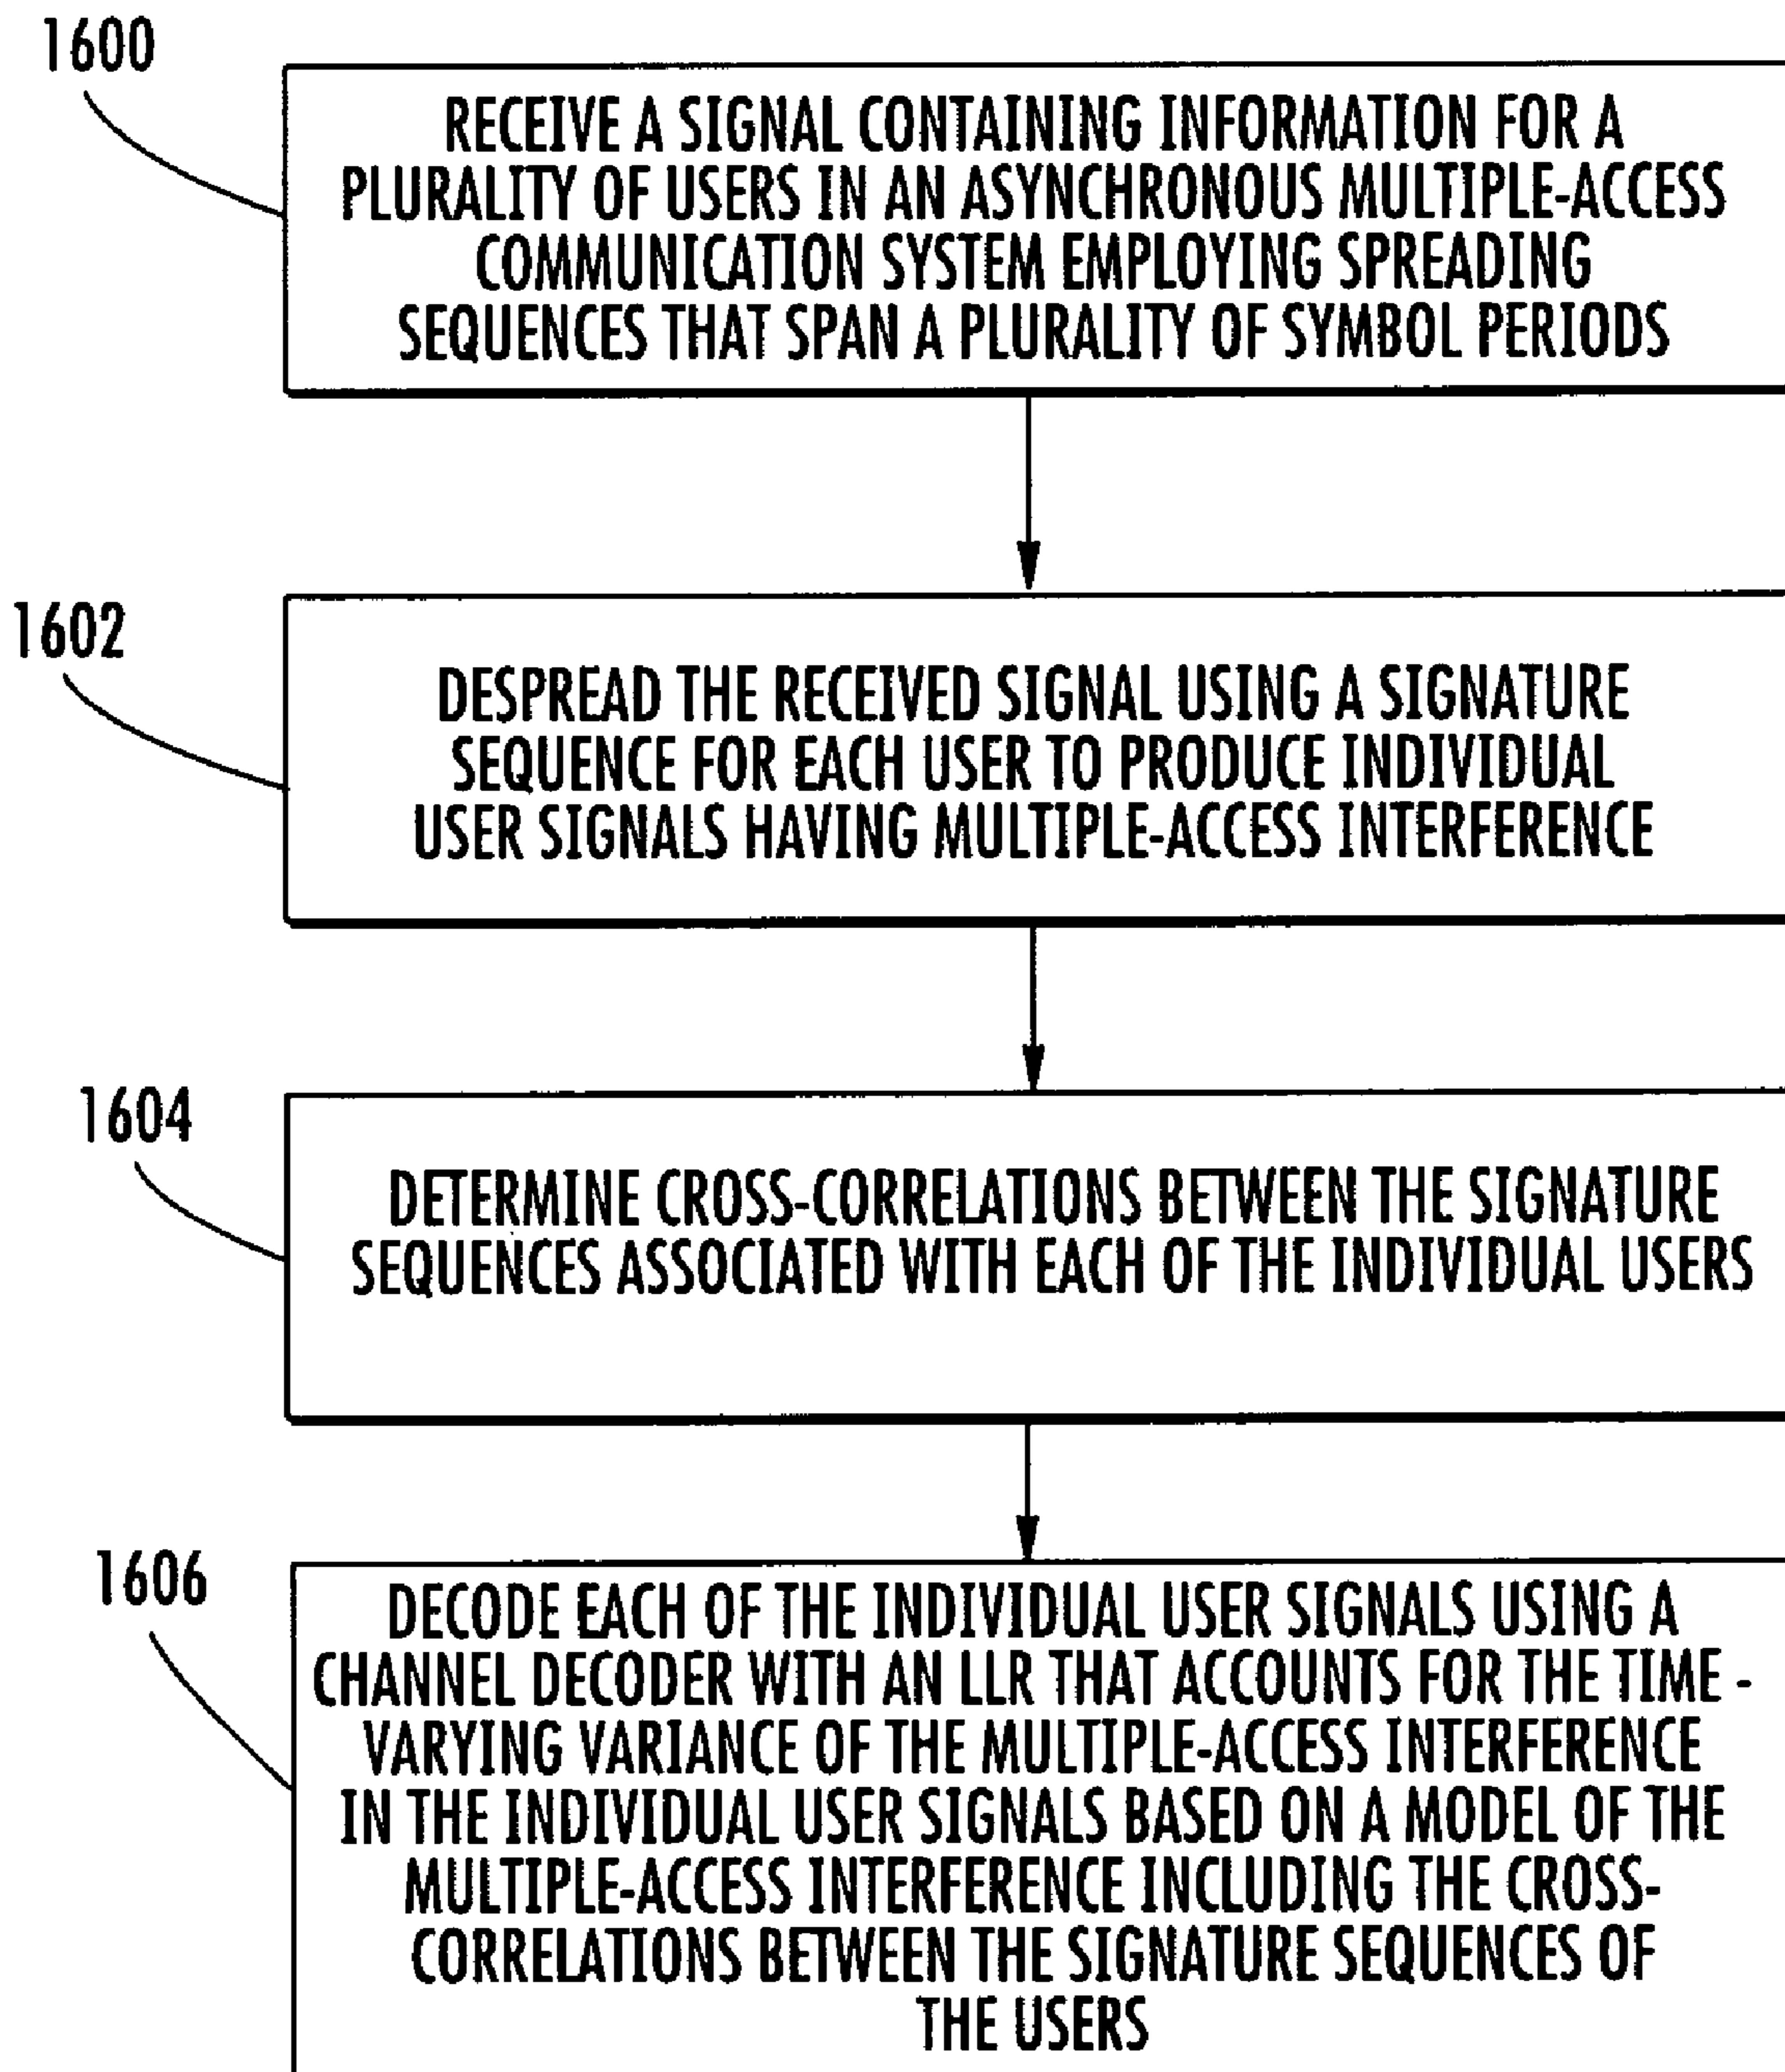 1600
RECEIVE A SIGNAL CONTAINING INFORMATION FOR A
PLURALITY OF USERS IN AN ASYNCHRONOUS MULTIPLE-ACCESS
COMMUNICATION SYSTEM EMPLOYING SPREADING
SEQUENCES THAT SPAN A PLURALITY OF SYMBOL PERIODS
1602
DESPREAD THE RECEIVED SIGNAL USING A SIGNATURE
SEQUENCE FOR EACH USER TO PRODUCE INDIVIDUAL
USER SIGNALS HAVING MULTIPLE-ACCESS INTERFERENCE
1604
DETERMINE CROSS-CORRELATIONS BETWEEN THE SIGNATURE
SEQUENCES ASSOCIATED WITH EACH OF THE INDIVIDUAL USERS
1606
DECODE EACH OF THE INDIVIDUAL USER SIGNALS USING A
CHANNEL DECODER WITH AN LLR THAT ACCOUNTS FOR THE TIME -
VARYING VARIANCE OF THE MULTIPLE-ACCESS INTERFERENCE
IN THE INDIVIDUAL USER SIGNALS BASED ON A MODEL OF THE
MULTIPLE-ACCESS INTERFERENCE INCLUDING THE CROSS-
CORRELATIONS BETWEEN THE SIGNATURE SEQUENCES OF
THE USERS